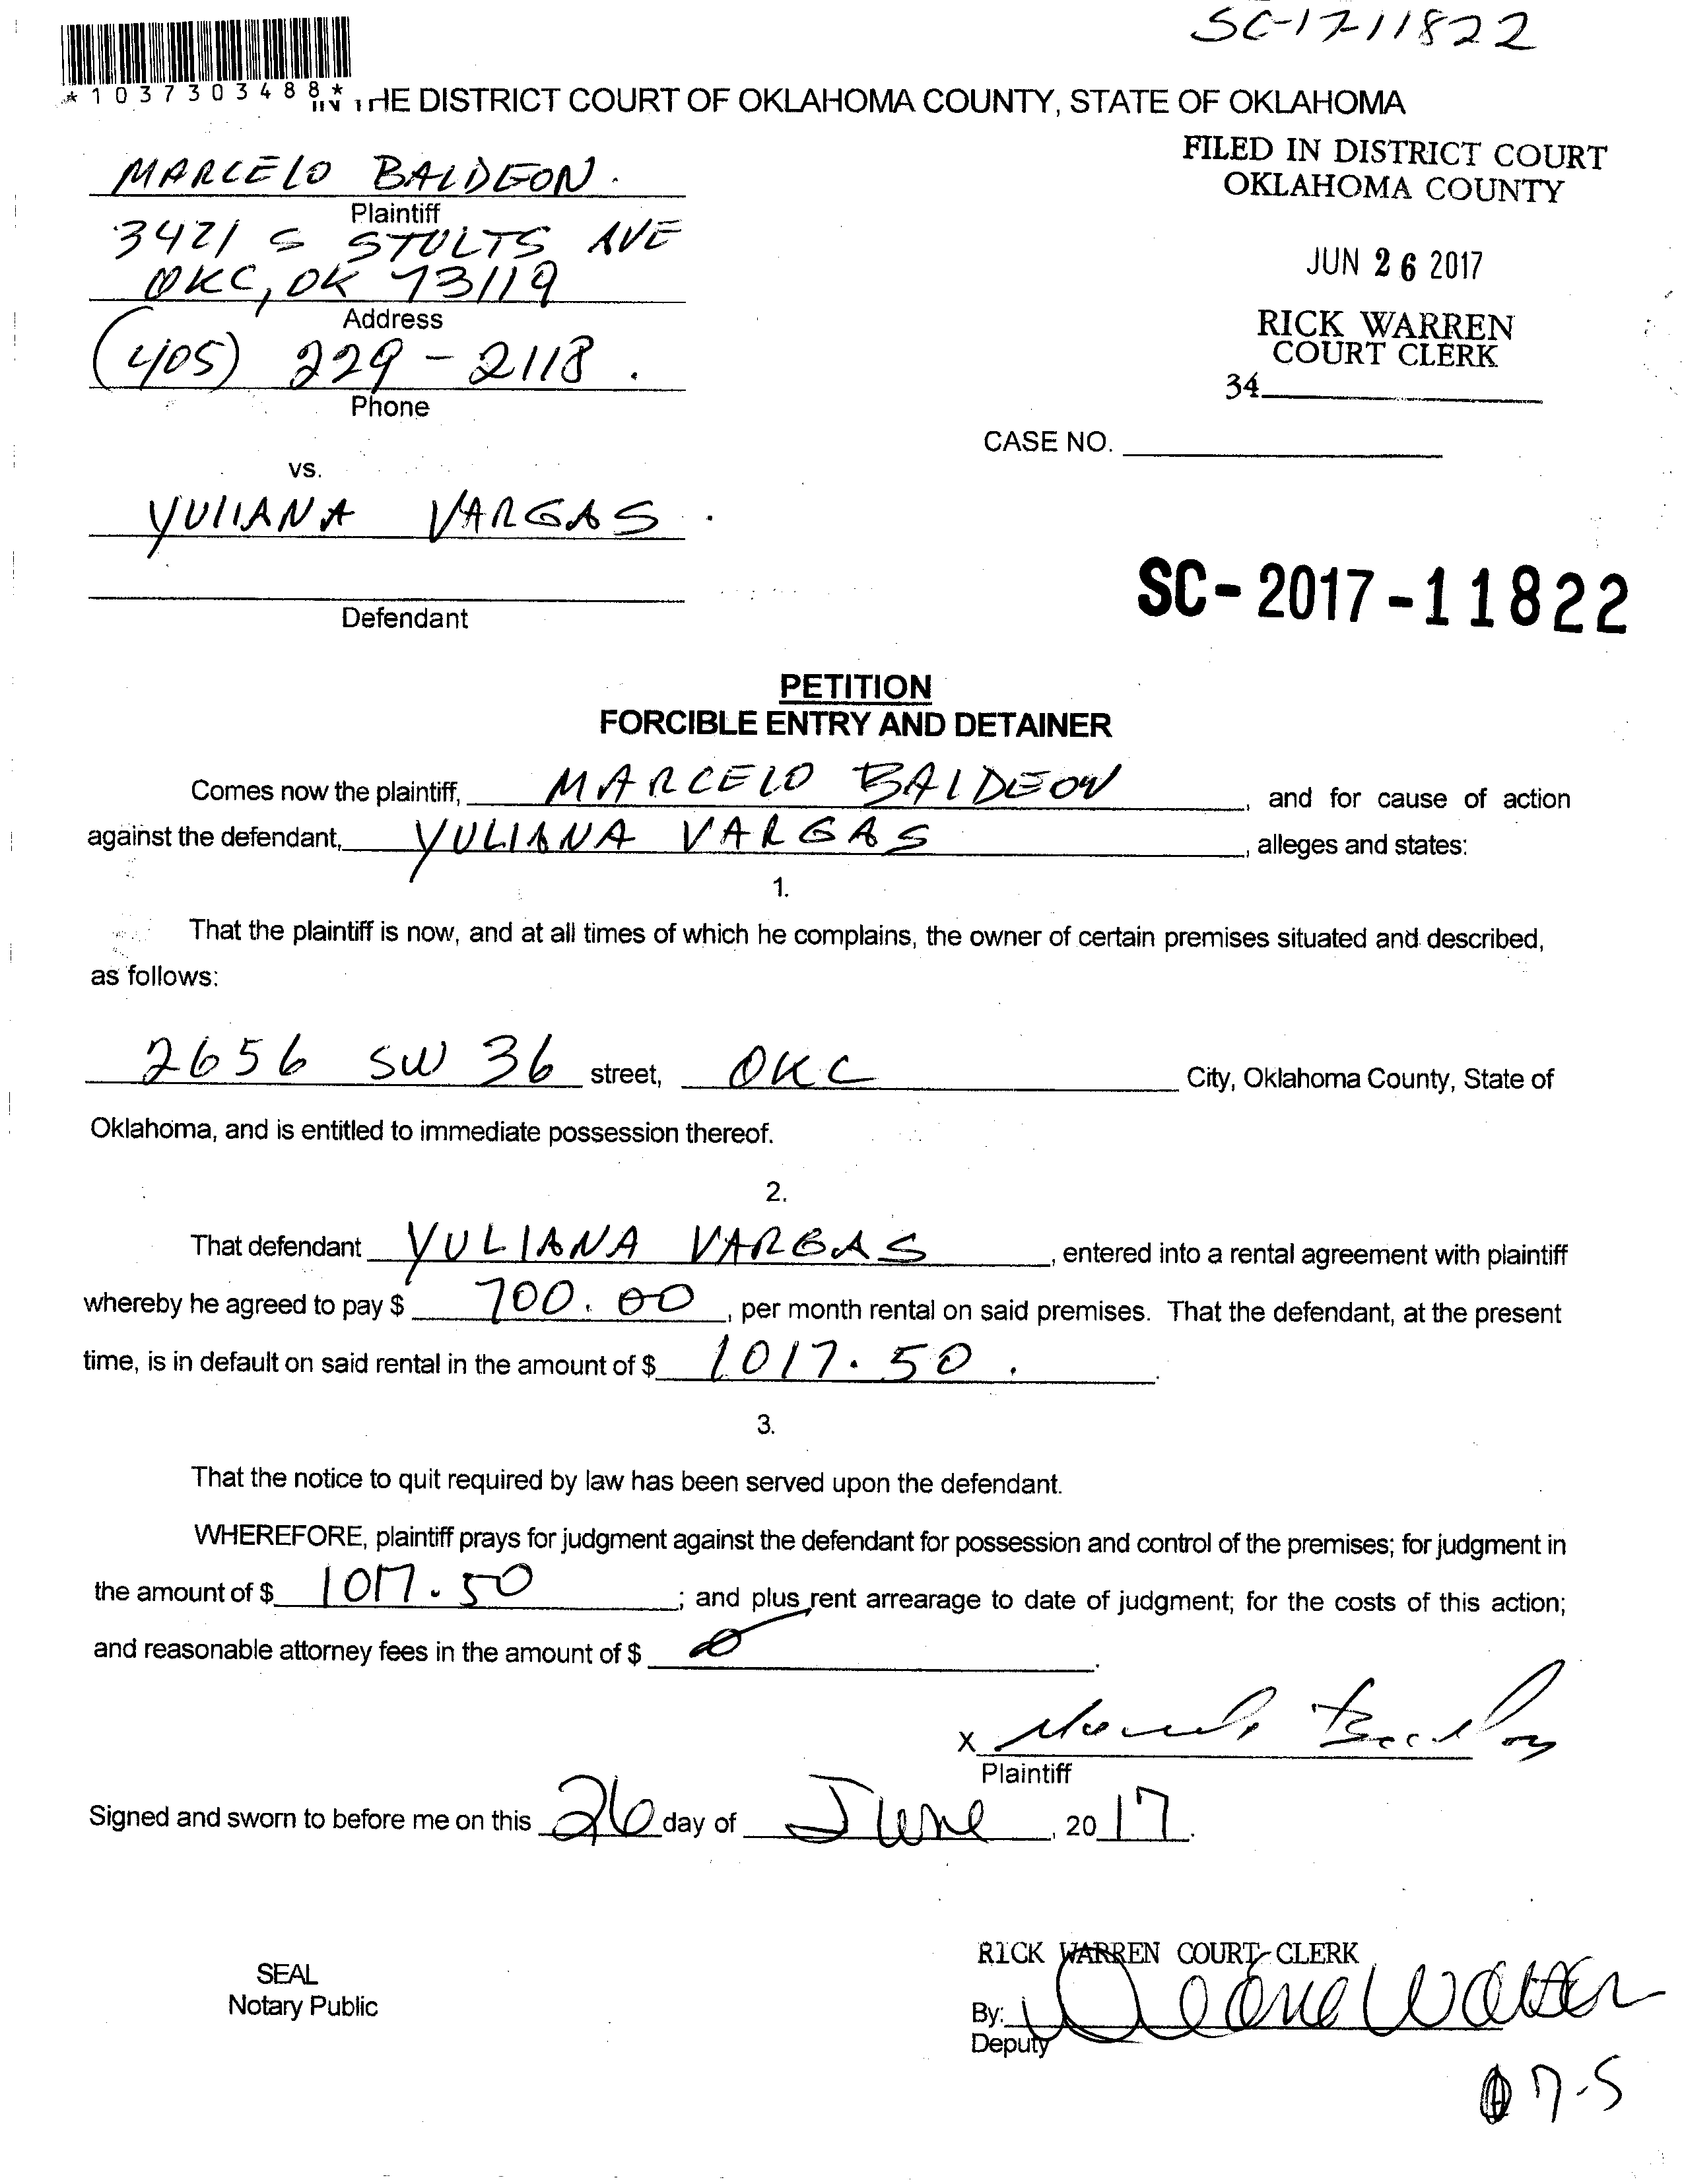 SC-17-11822
*1037303488*
IN THE DISTRICT COURT OF OKLAHOMA COUNTY, STATE OF OKLAHOMA
FILED IN DISTRICT COURT
OKLAHOMA COUNTY
JUN 26 2017
RICK WARREN
COURT CLERK
34
MARCELO BALDEON.
Plaintiff
3421 S STULTS AVE
OKC, OK 73119
Address
(405) 229-2118.
Phone
CASE NO.
vs.
YULIANA VARGAS.
Defendant
SC-2017-11822
PETITION
FORCIBLE ENTRY AND DETAINER
Comes now the plaintiff, MARCELO BALDEON, and for cause of action
against the defendant, YULIANA VARGAS, alleges and states:
1.
That the plaintiff is now, and at all times of which he complains, the owner of certain premises situated and described,
as follows:
2656 SW 36 street, OKC City, Oklahoma County, State of
Oklahoma, and is entitled to immediate possession thereof.
2.
That defendant YULIANA VARGAS, entered into a rental agreement with plaintiff
whereby he agreed to pay $ 700.00, per month rental on said premises. That the defendant, at the present
time, is in default on said rental in the amount of $ 1017.50.
3.
That the notice to quit required by law has been served upon the defendant.
WHEREFORE, plaintiff prays for judgment against the defendant for possession and control of the premises; for judgment in
the amount of $ 1017.50; and plus rent arrearage to date of judgment; for the costs of this action;
and reasonable attorney fees in the amount of $ 0.
X
Plaintiff
Signed and sworn to before me on this 26 day of June, 2017.
SEAL
Notary Public
RICK WARREN COURT CLERK
By:
Deputy
7-5